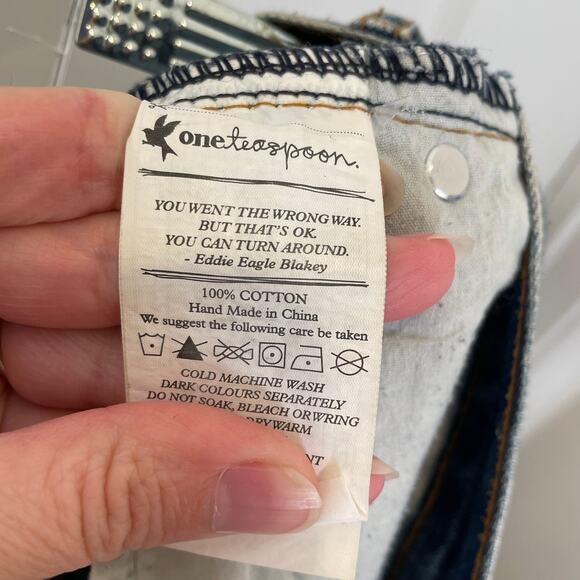 oneteaspoon.
YOU WENT THE WRONG WAY.
BUT THAT'S OK.
YOU CAN TURN AROUND.
- Eddie Eagle Blakey
100% COTTON
Hand Made in China
We suggest the following care be taken
COLD MACHINE WASH
DARK COLOURS SEPARATELY
DO NOT SOAK, BLEACH OR WRING